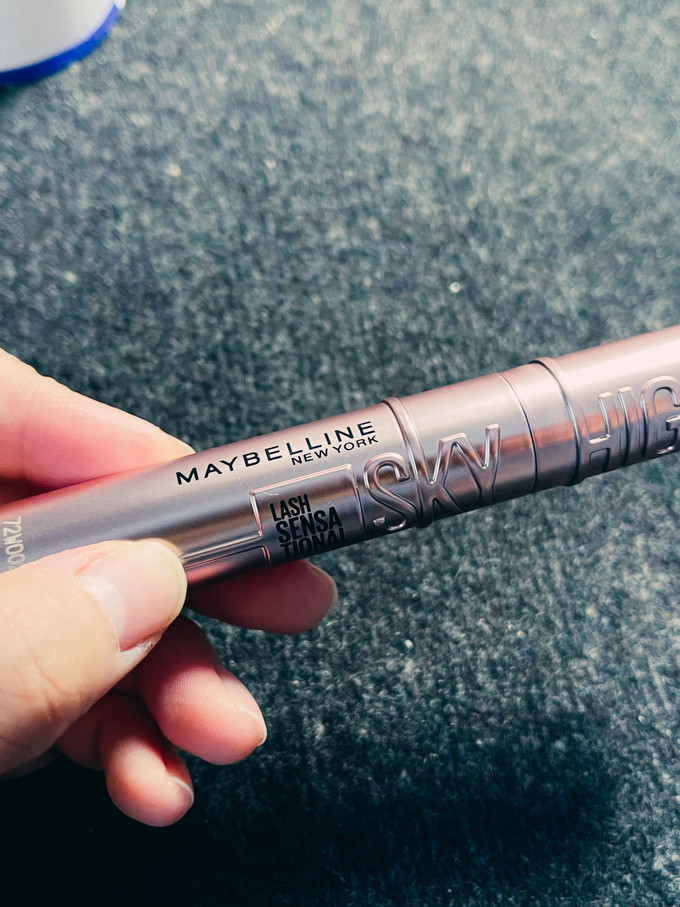 MAYBELLINE
NEW YORK
LASH
SENSA
TIONAL
SKY
HIG